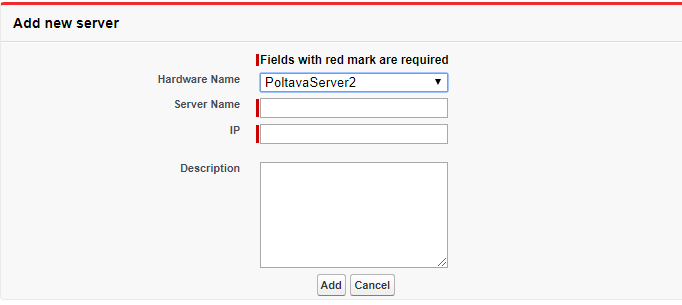 Add new server
Fields with red mark are required
Hardware Name PoltavaServer2
Server Name
IP
Description
Add Cancel